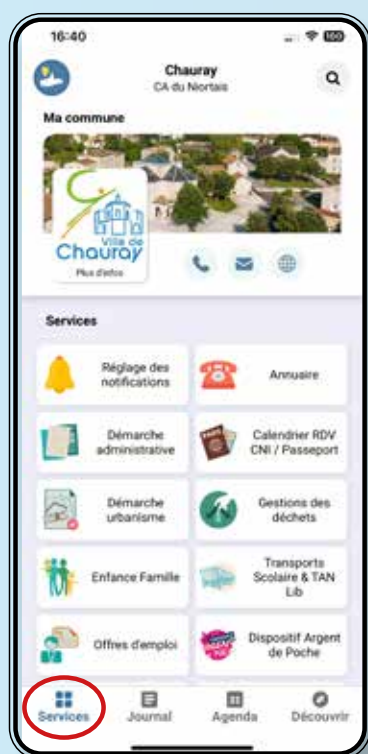 16:40
100
Chauray
CA du Niortais
Ma commune
Ville de
Chauray
Plus d'infos
Services
Réglage des
notifications
Annuaire
Démarche
administrative
Calendrier RDV
CNI / Passeport
Démarche
urbanisme
Gestions des
déchets
Enfance Famille
Transports
Scolaire & TAN
Lib
Offres d'emploi
Dispositif Argent
de Poche
Services
Journal
Agenda
Découvrir